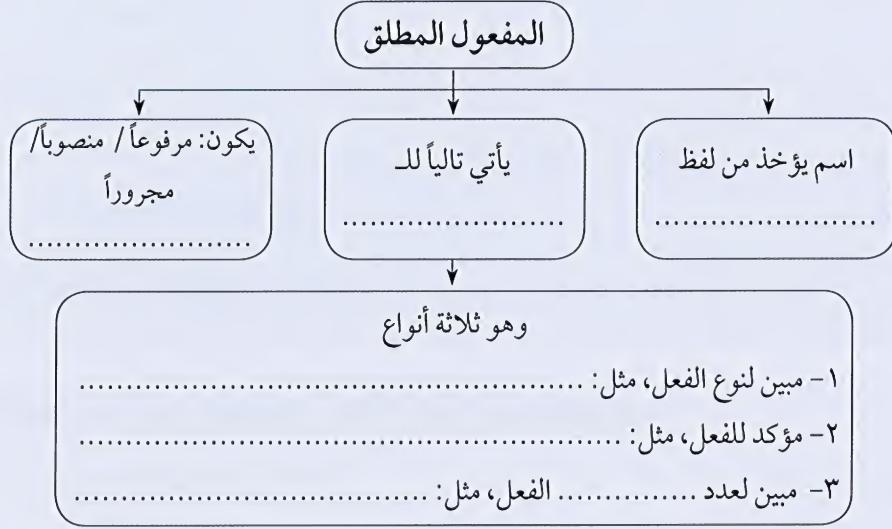 المفعول المطلق
اسم يؤخذ من لفظ
........................
يأتي تالياً للـ
........................
يكون: مرفوعاً / منصوباً/
مجروراً
........................
وهو ثلاثة أنواع
١- مبين لنوع الفعل، مثل: ......................................................
٢- مؤكد للفعل، مثل: ..........................................................
٣- مبين لعدد ............... الفعل، مثل: ......................................